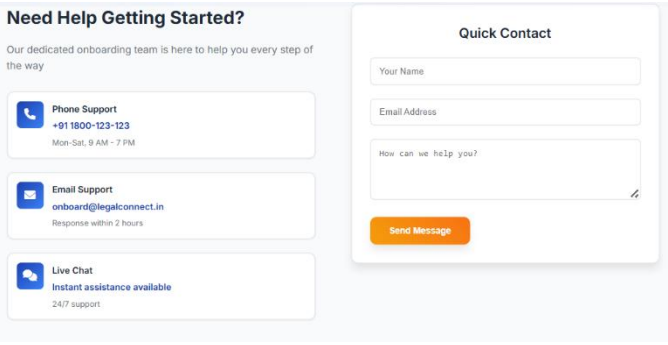 Need Help Getting Started?
Our dedicated onboarding team is here to help you every step of
the way
Phone Support
+91 1800-123-123
Mon-Sat, 9 AM - 7 PM
Email Support
onboard@legalconnect.in
Response within 2 hours
Live Chat
Instant assistance available
24/7 support
Quick Contact
Your Name
Email Address
How can we help you?
Send Message